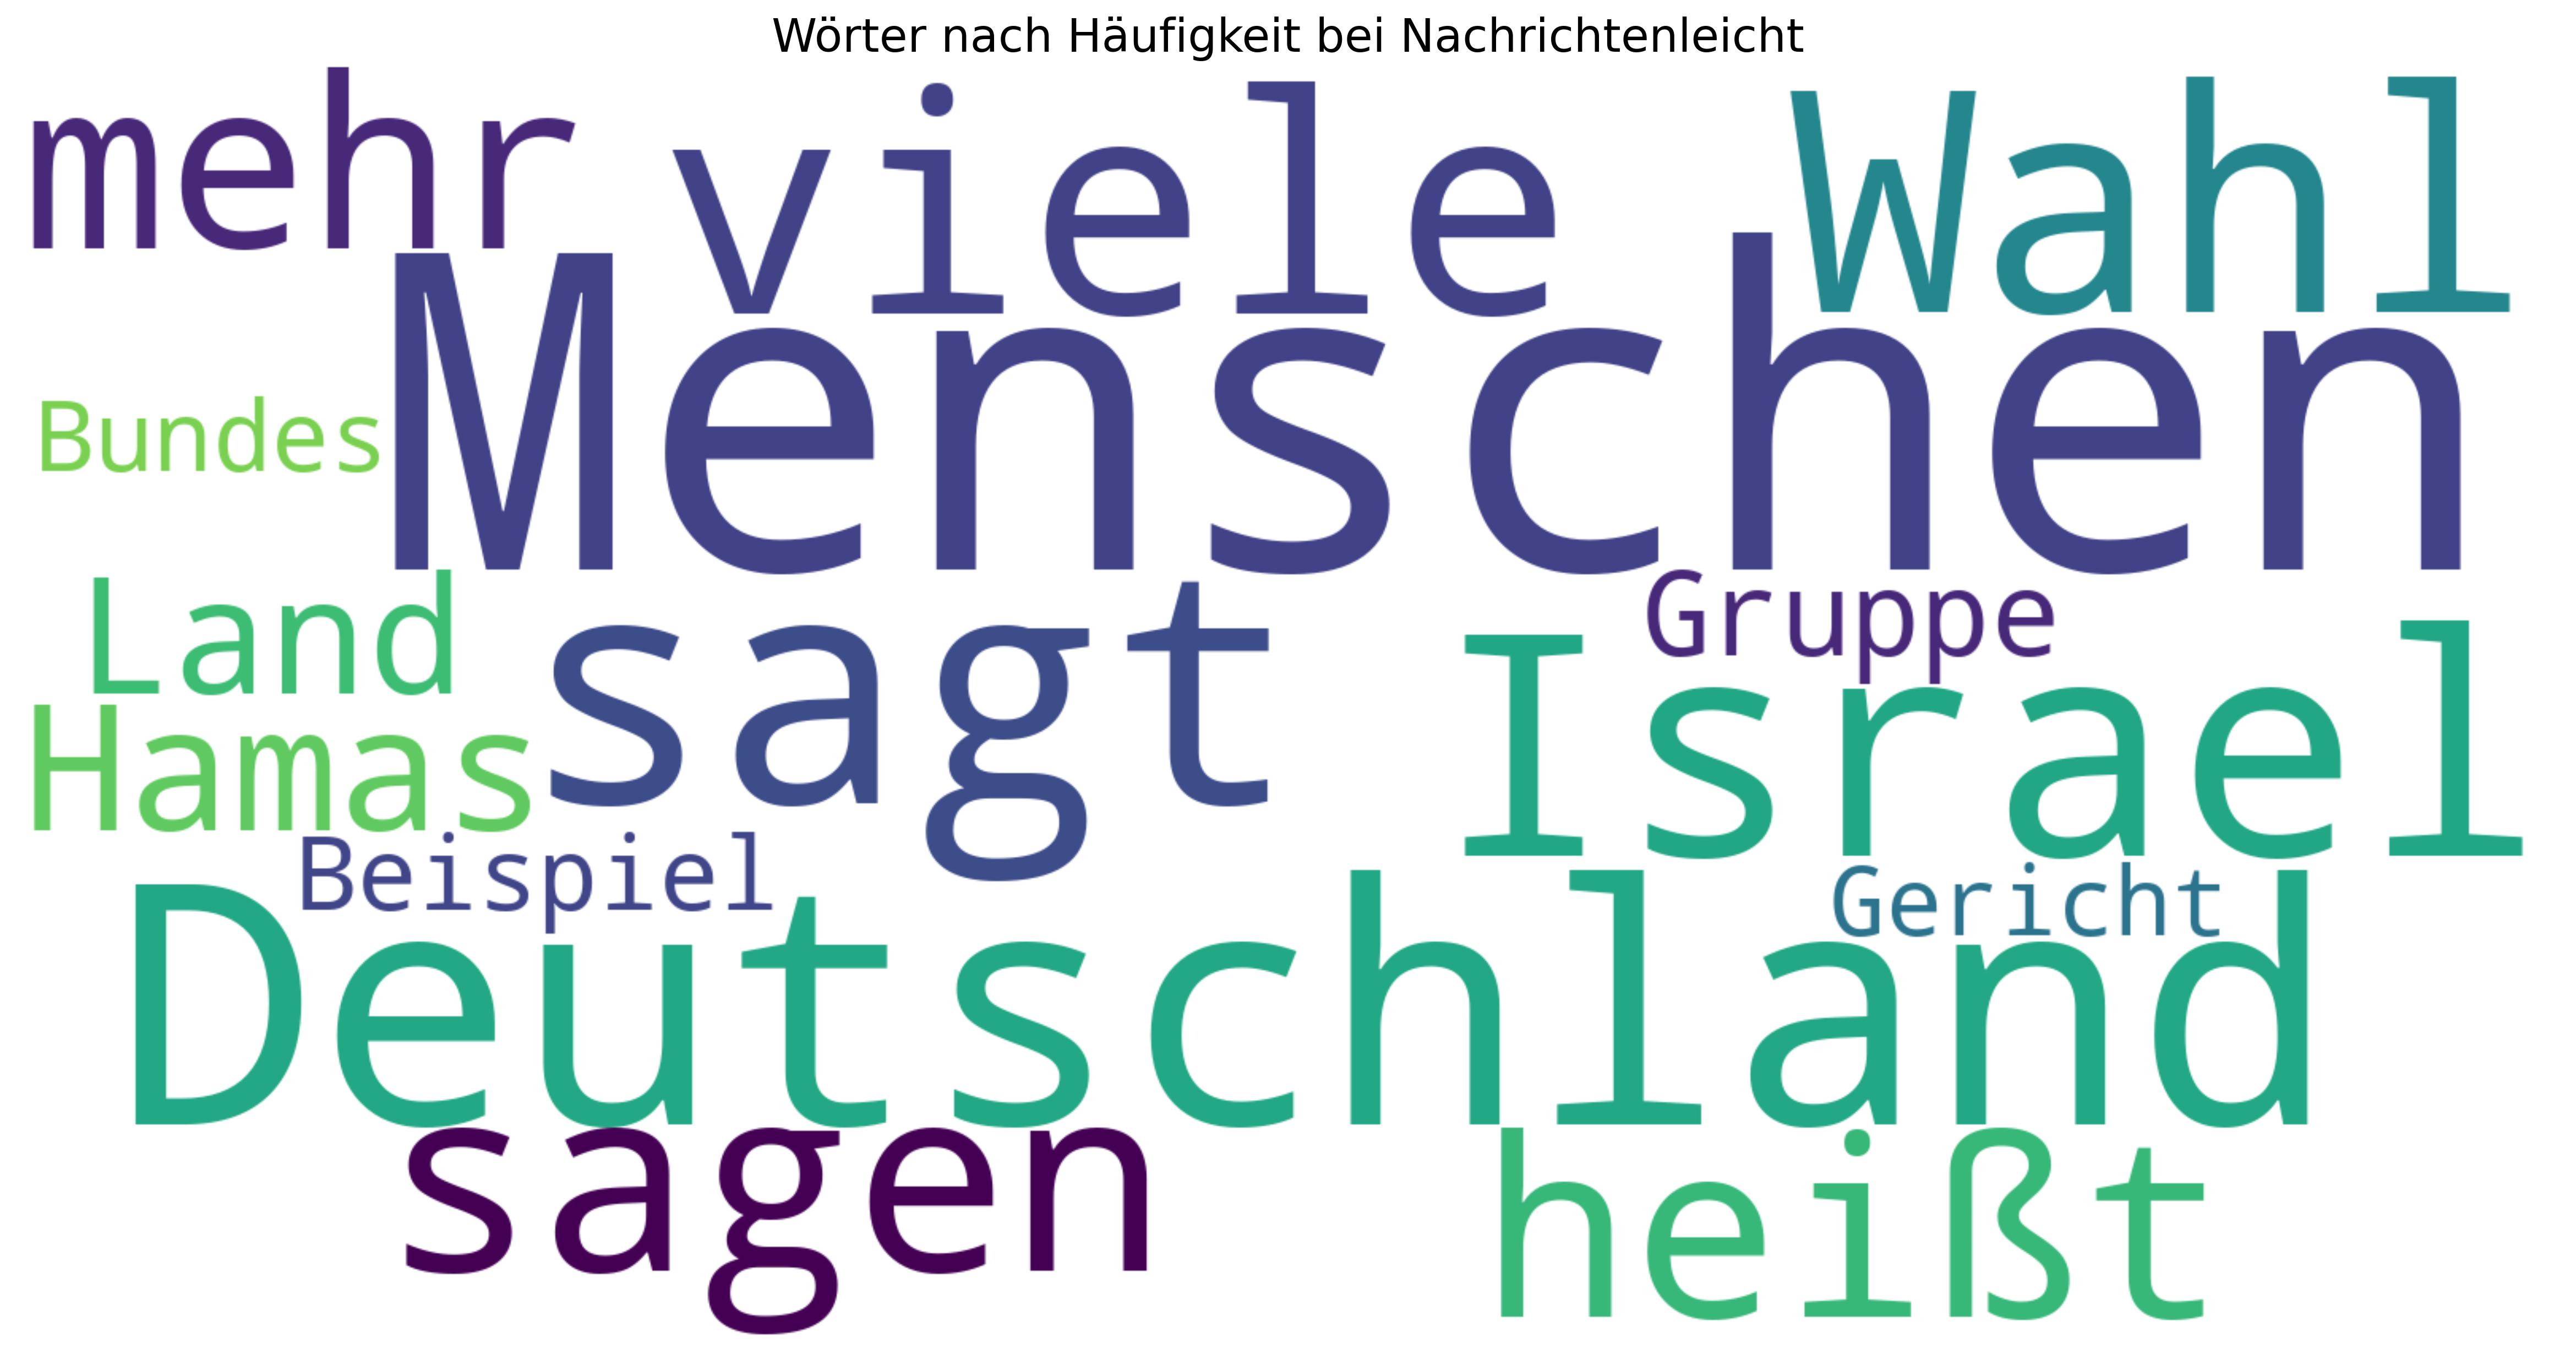 Wörter nach Häufigkeit bei Nachrichtenleicht
mehr viele Wahl
Bundes Menschen
Land sagt Gruppe
Hamas Israel
Beispiel Gericht
Deutschland
sagen heißt